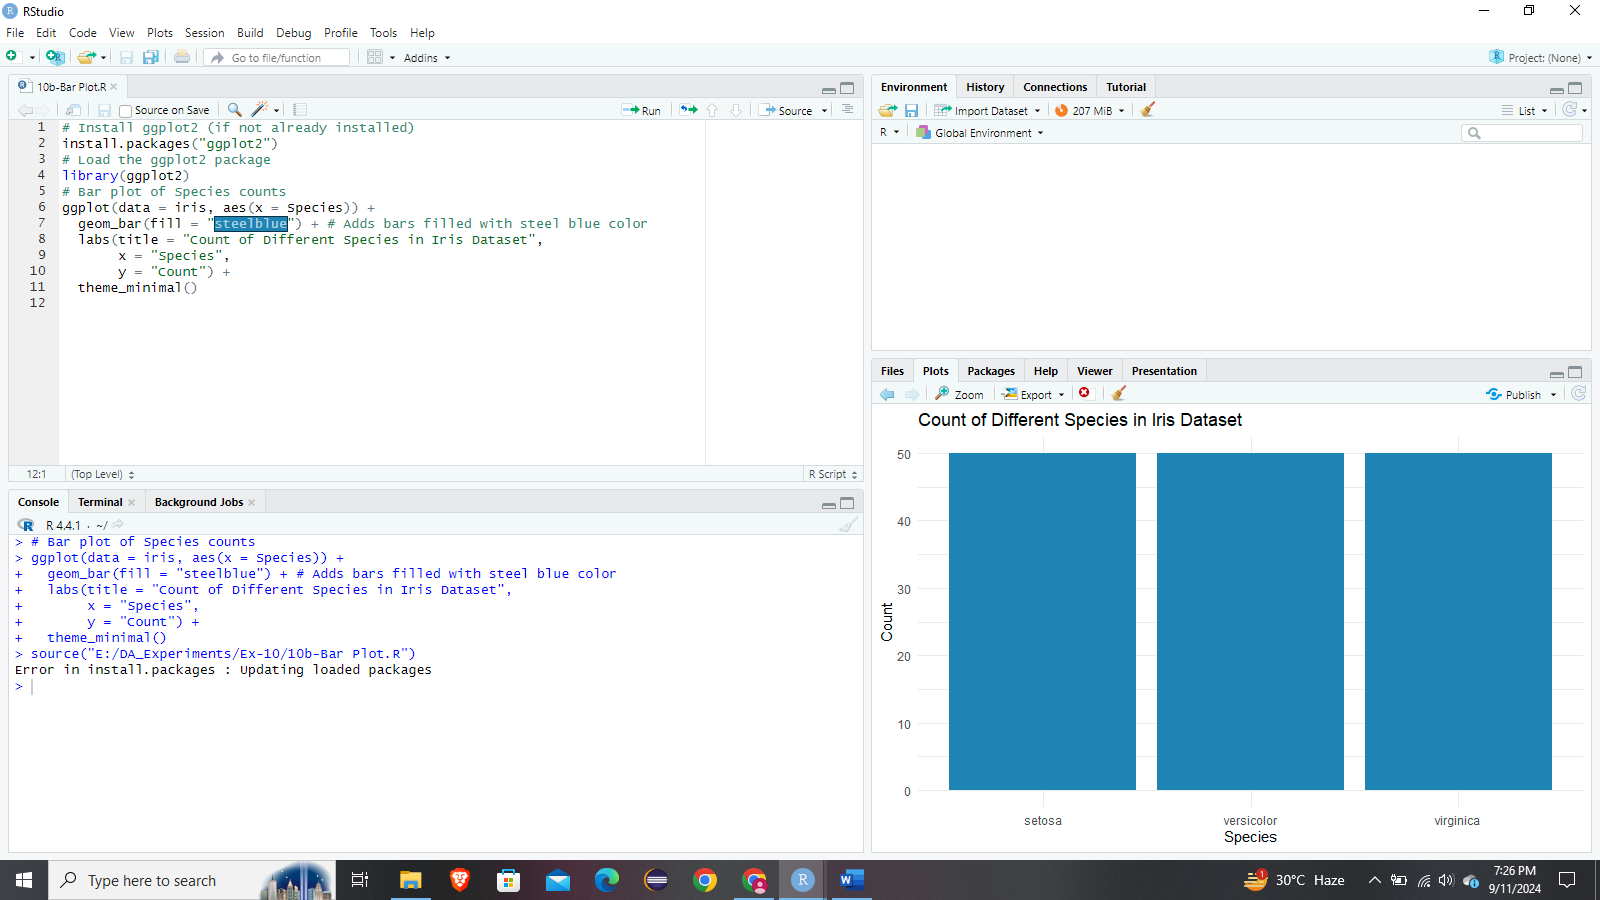 RStudio
File Edit Code View Plots Session Build Debug Profile Tools Help
Go to file/function Addins Project: (None)
10b-Bar Plot.R
Source on Save Run Source
1 # Install ggplot2 (if not already installed)
2 install.packages("ggplot2")
3 # Load the ggplot2 package
4 library(ggplot2)
5 # Bar plot of Species counts
6 ggplot(data = iris, aes(x = Species)) +
7 geom_bar(fill = "steelblue") + # Adds bars filled with steel blue color
8 labs(title = "Count of Different Species in Iris Dataset",
9 x = "Species",
10 y = "Count") +
11 theme_minimal()
12
12:1 (Top Level) R Script
Console Terminal Background Jobs
R 4.4.1 · ~/
> # Bar plot of Species counts
> ggplot(data = iris, aes(x = Species)) +
+ geom_bar(fill = "steelblue") + # Adds bars filled with steel blue color
+ labs(title = "Count of Different Species in Iris Dataset",
+ x = "Species",
+ y = "Count") +
+ theme_minimal()
> source("E:/DA_Experiments/Ex-10/10b-Bar Plot.R")
Error in install.packages : Updating loaded packages
>
Environment History Connections Tutorial
Import Dataset 207 MiB List
R Global Environment
Files Plots Packages Help Viewer Presentation
Zoom Export Publish
Count of Different Species in Iris Dataset
50
40
30
20
10
0
Count
setosa versicolor virginica
Species
Type here to search
1 30°C Haze
7:26 PM
9/11/2024